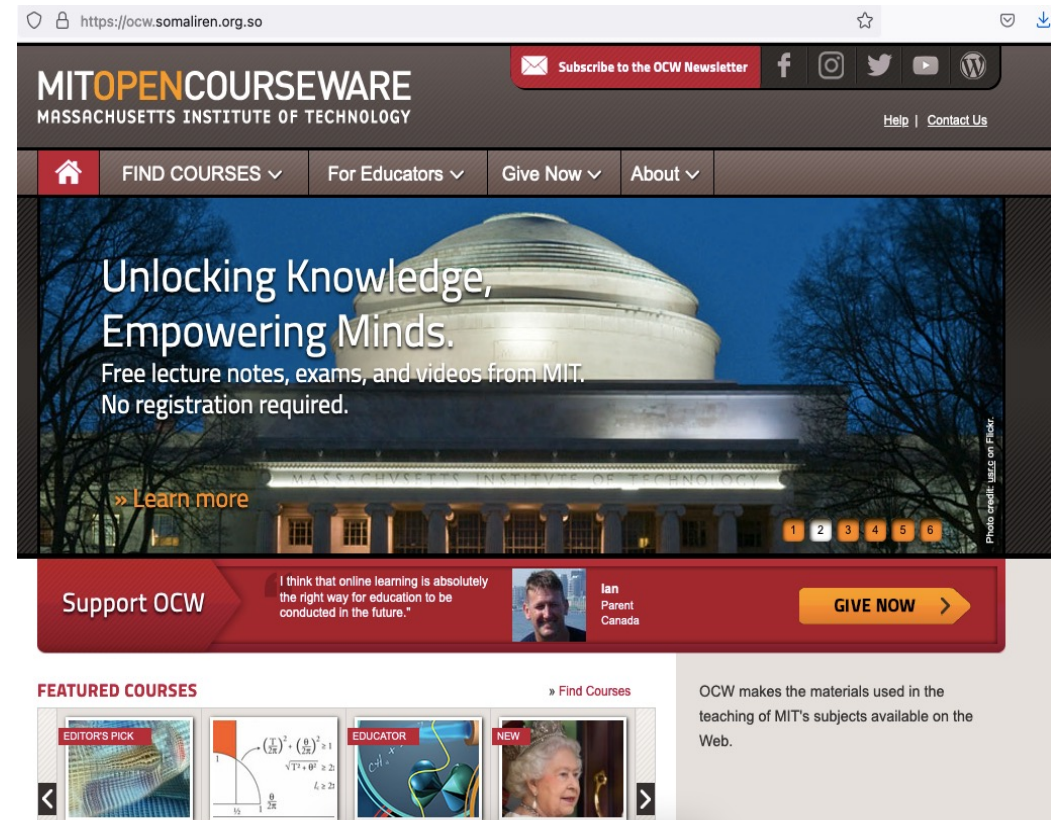 https://ocw.somaliren.org.so
Subscribe to the OCW Newsletter
MITOPENCOURSEWARE
MASSACHUSETTS INSTITUTE OF TECHNOLOGY
Help | Contact Us
FIND COURSES
For Educators
Give Now
About
Unlocking Knowledge,
Empowering Minds.
Free lecture notes, exams, and videos from MIT.
No registration required.
MASSACHVSETTS INSTITUTE OF TECHNOLOGY
» Learn more
1 2 3 4 5 6
Photo credit: usr.c on Flickr.
Support OCW
I think that online learning is absolutely
the right way for education to be
conducted in the future."
Ian
Parent
Canada
GIVE NOW
FEATURED COURSES
» Find Courses
OCW makes the materials used in the
teaching of MIT's subjects available on the
Web.
EDITOR'S PICK
EDUCATOR
NEW